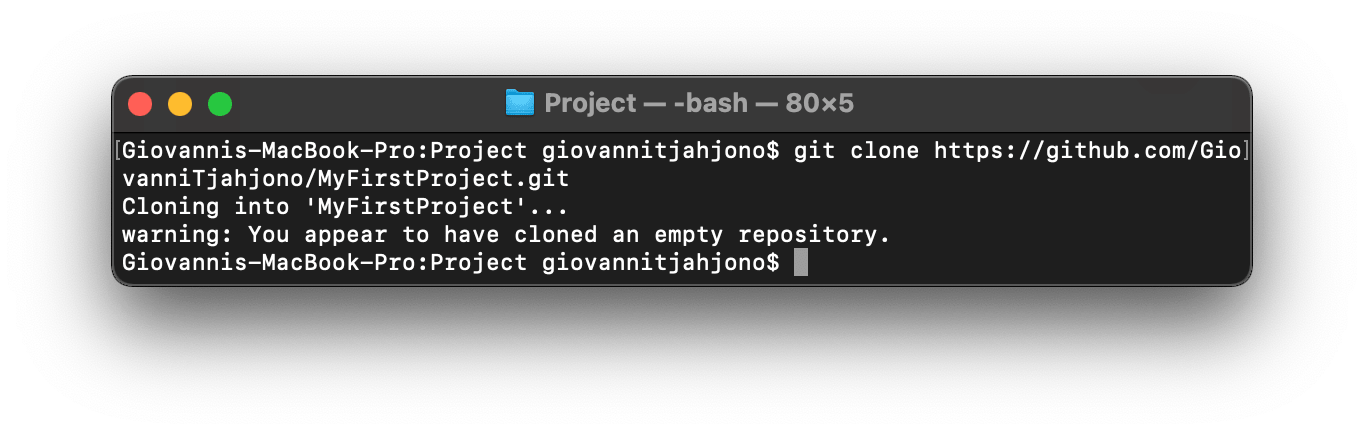 Project — -bash — 80×5
[Giovannis-MacBook-Pro:Project giovannitjahjono$ git clone https://github.com/Gio]
vanniTjahjono/MyFirstProject.git
Cloning into 'MyFirstProject'...
warning: You appear to have cloned an empty repository.
Giovannis-MacBook-Pro:Project giovannitjahjono$